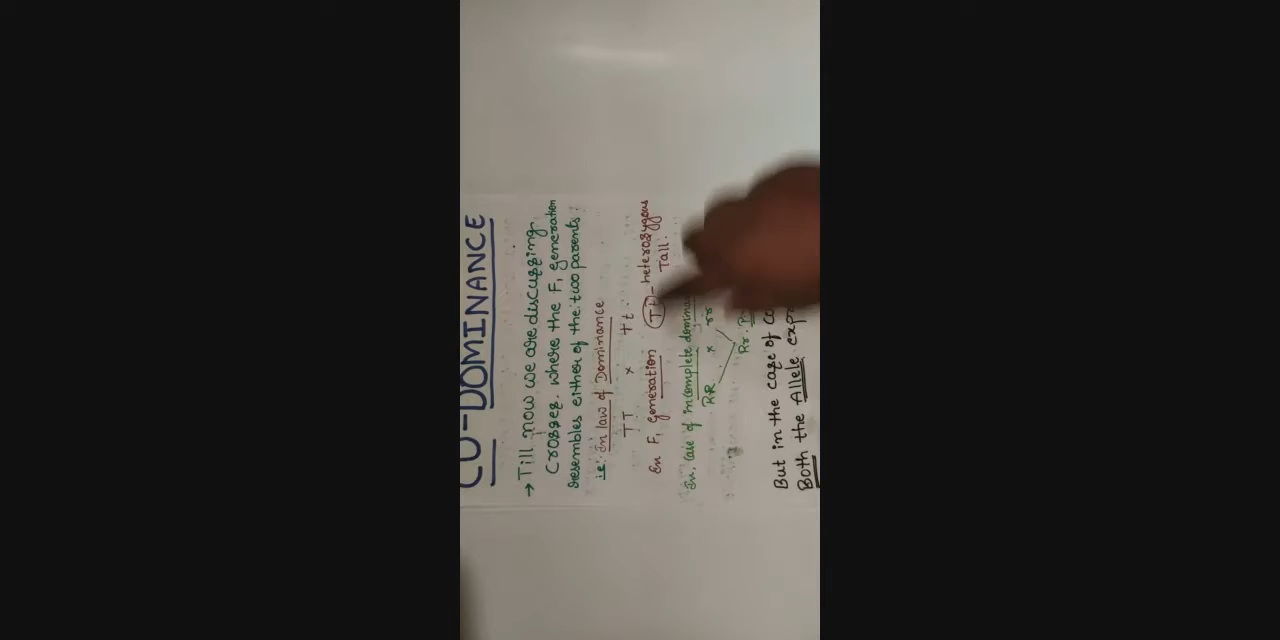 CO-DOMINANCE
→ Till now we are discussing
Crosses. where the F₁ generation
resembles either of the two parents.
ie: In law of Dominance
TT × Tt.
In F₁ generation Tt - heterozygous
Tall.
In case of incomplete
RR × rr
Rr.
But in the case of
Both the Allele